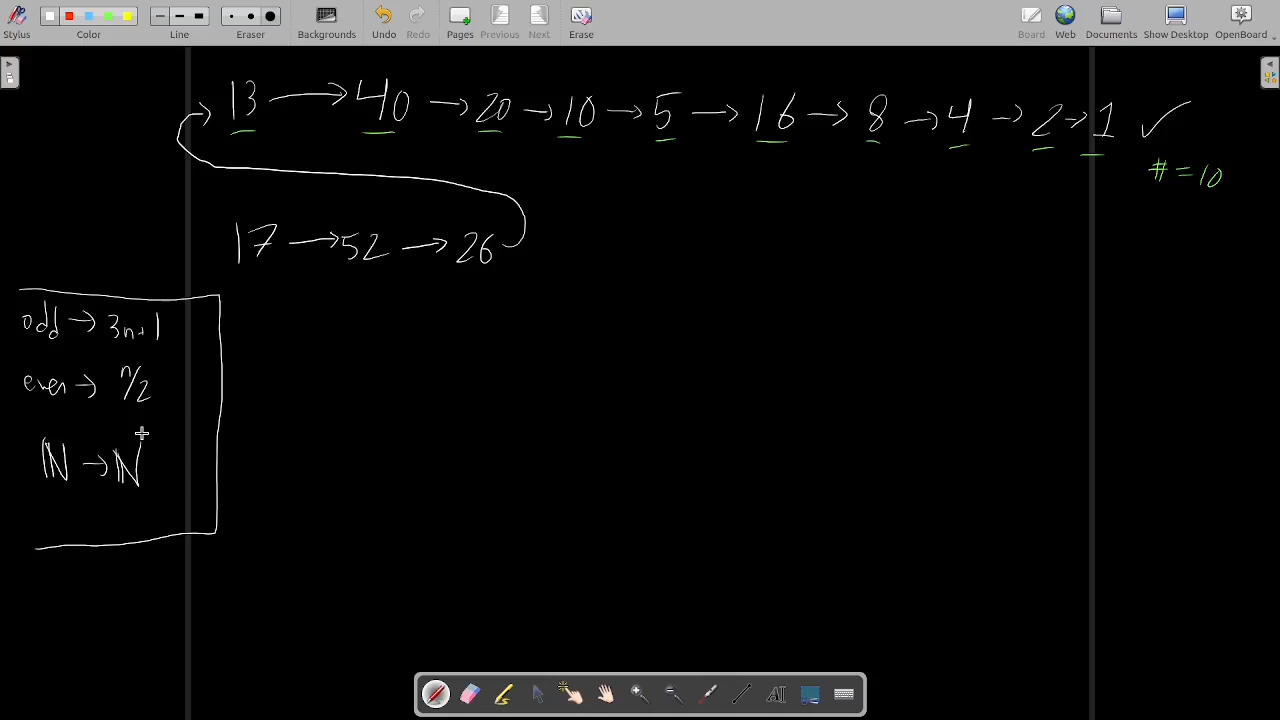 Stylus Color Line Eraser Backgrounds Undo Redo Pages Previous Next Erase Board Web Documents Show Desktop OpenBoard
13 → 40 → 20 → 10 → 5 → 16 → 8 → 4 → 2 → 1 ✓
# = 10
17 → 52 → 26
odd → 3n+1
even → n/2
ℕ → ℕ